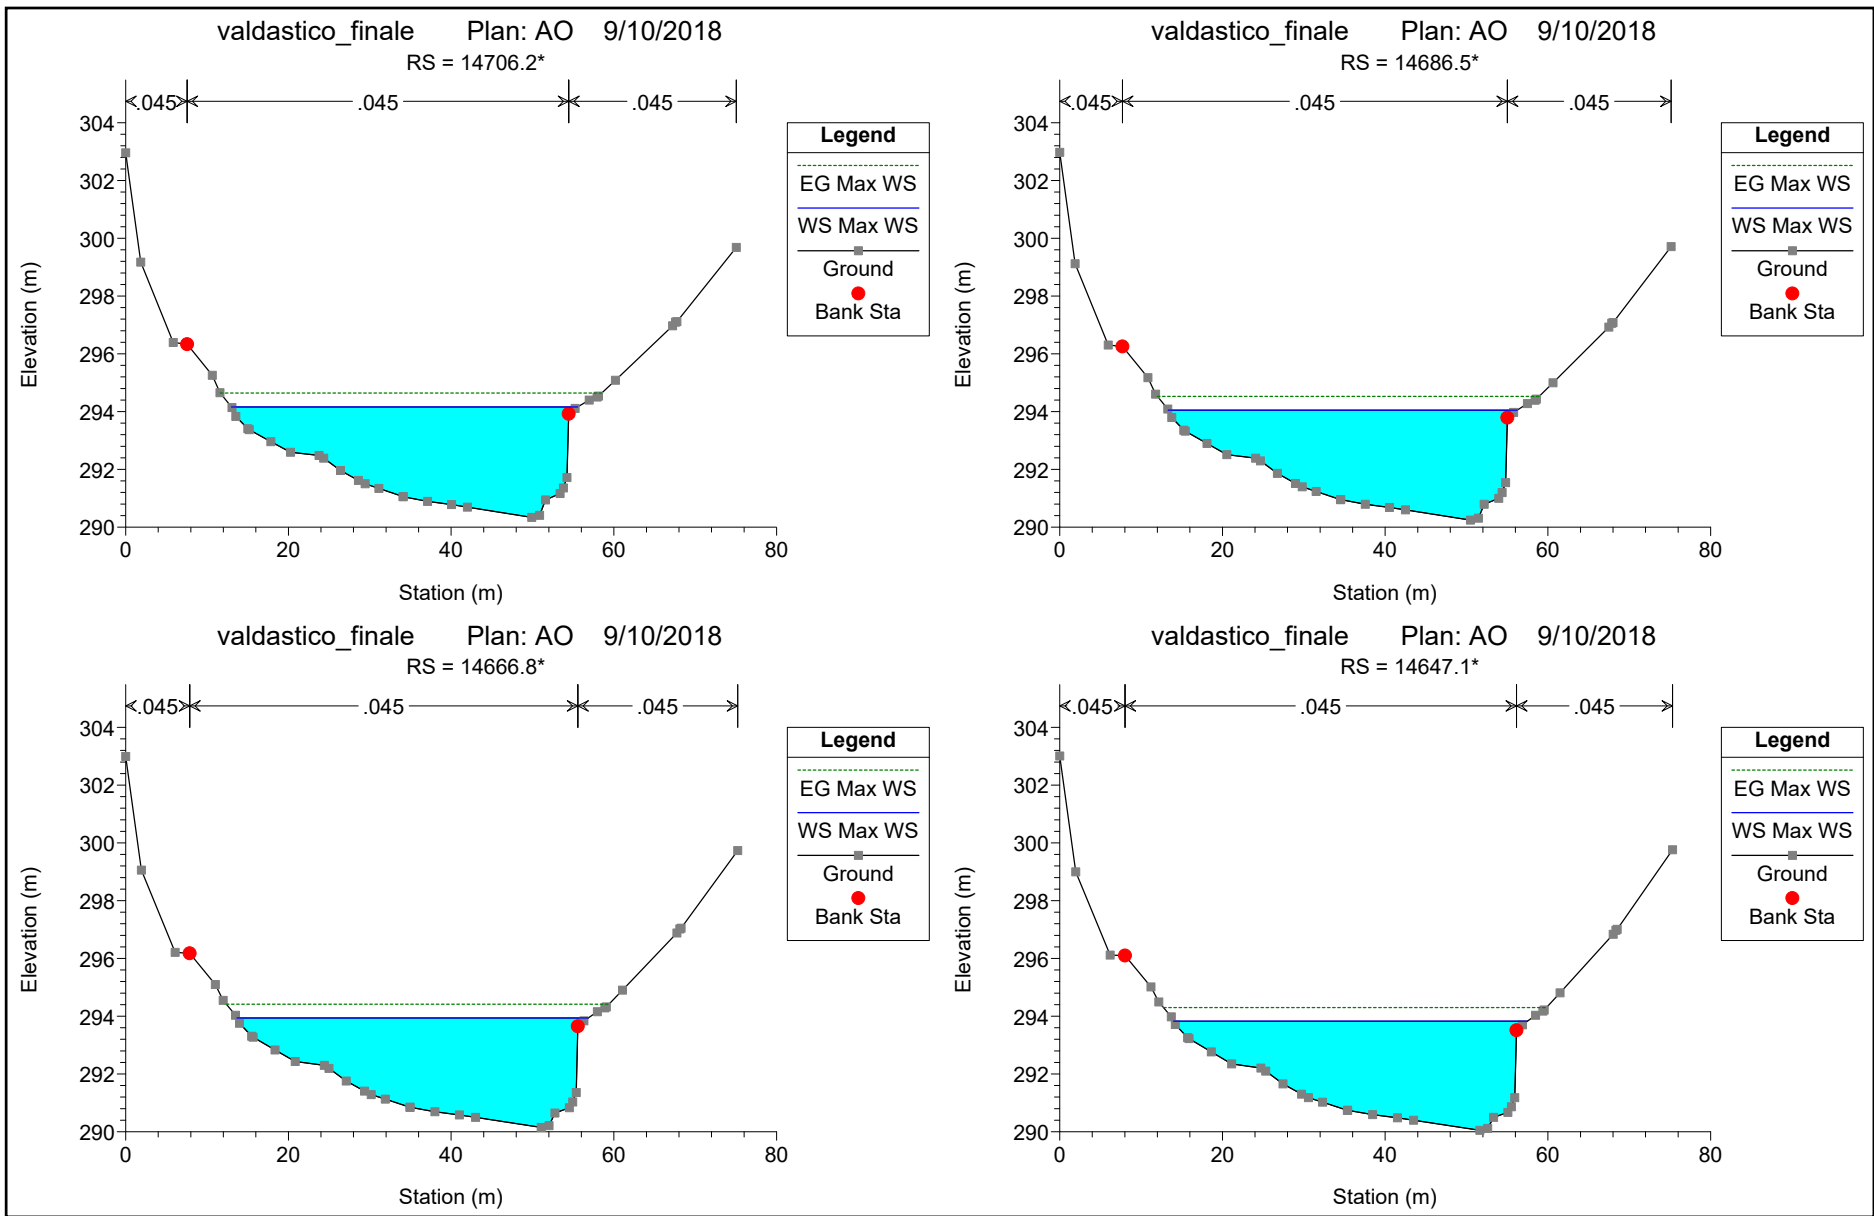 valdastico_finale Plan: AO 9/10/2018
RS = 14706.2*
.045 .045 .045
304
302
300
298
296
294
292
290
Elevation (m)
0 20 40 60 80
Station (m)
Legend
EG Max WS
WS Max WS
Ground
Bank Sta
valdastico_finale Plan: AO 9/10/2018
RS = 14686.5*
.045 .045 .045
304
302
300
298
296
294
292
290
Elevation (m)
0 20 40 60 80
Station (m)
Legend
EG Max WS
WS Max WS
Ground
Bank Sta
valdastico_finale Plan: AO 9/10/2018
RS = 14666.8*
.045 .045 .045
304
302
300
298
296
294
292
290
Elevation (m)
0 20 40 60 80
Station (m)
Legend
EG Max WS
WS Max WS
Ground
Bank Sta
valdastico_finale Plan: AO 9/10/2018
RS = 14647.1*
.045 .045 .045
304
302
300
298
296
294
292
290
Elevation (m)
0 20 40 60 80
Station (m)
Legend
EG Max WS
WS Max WS
Ground
Bank Sta